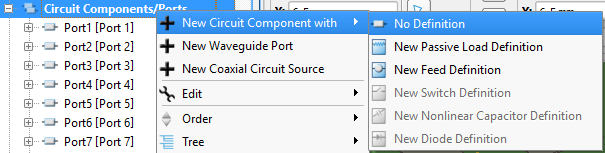 Circuit Components/Ports
Port1 [Port 1]
Port2 [Port 2]
Port3 [Port 3]
Port4 [Port 4]
Port5 [Port 5]
Port6 [Port 6]
Port7 [Port 7]
New Circuit Component with
New Waveguide Port
New Coaxial Circuit Source
Edit
Order
Tree
No Definition
New Passive Load Definition
New Feed Definition
New Switch Definition
New Nonlinear Capacitor Definition
New Diode Definition